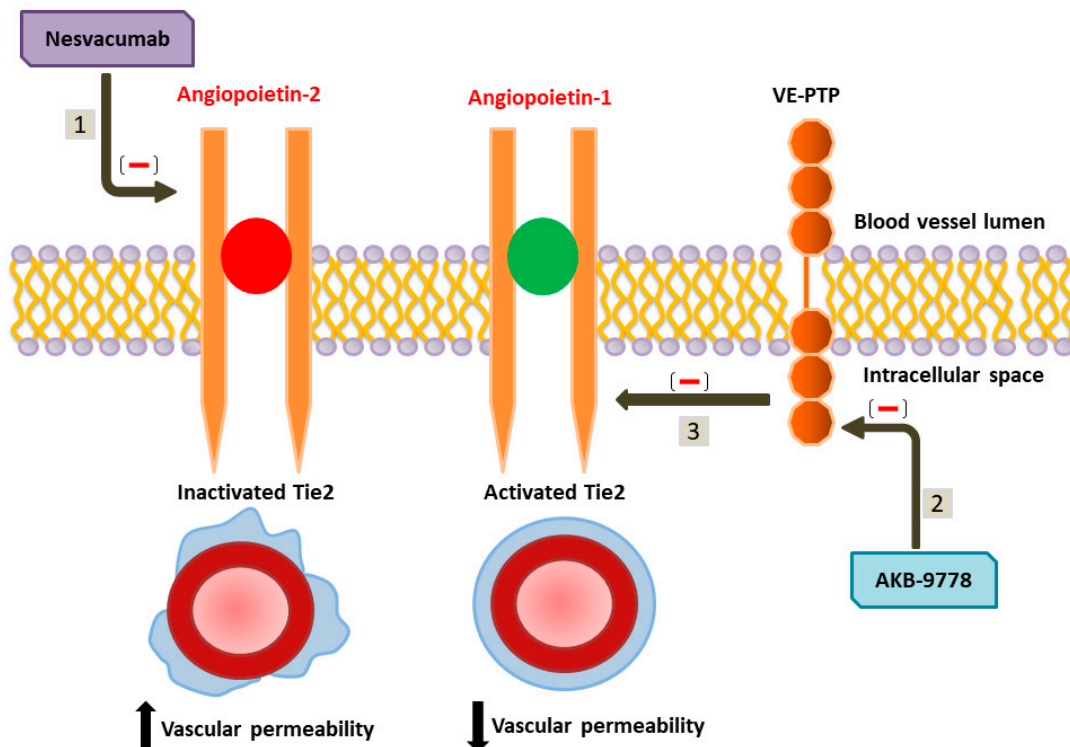 Nesvacumab
Angiopoietin-2
Angiopoietin-1
VE-PTP
1
(−)
Blood vessel lumen
Intracellular space
(−)
3
(−)
2
Inactivated Tie2
Activated Tie2
AKB-9778
Vascular permeability
Vascular permeability